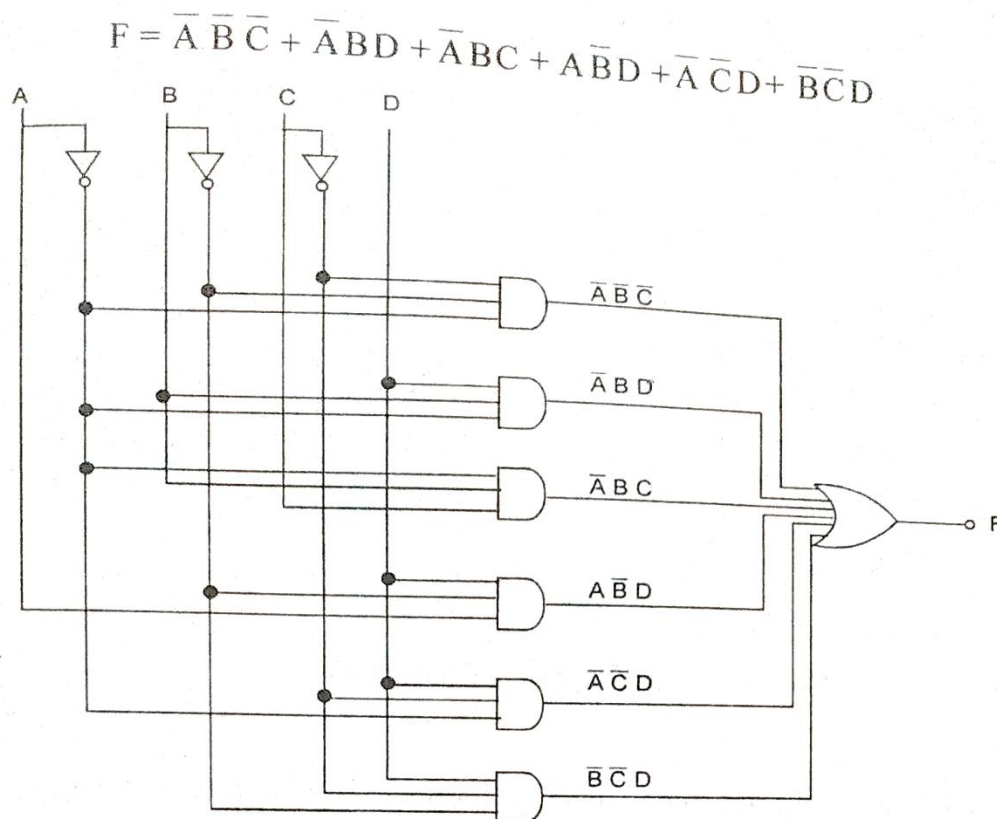 F = A̅ B̅ C̅ + A̅BD + A̅BC + AB̅D + A̅ C̅D + B̅C̅D
A B C D
A̅ B̅ C̅
A̅ B D
A̅ B C
F
A B̅ D
A̅ C̅ D
B̅ C̅ D